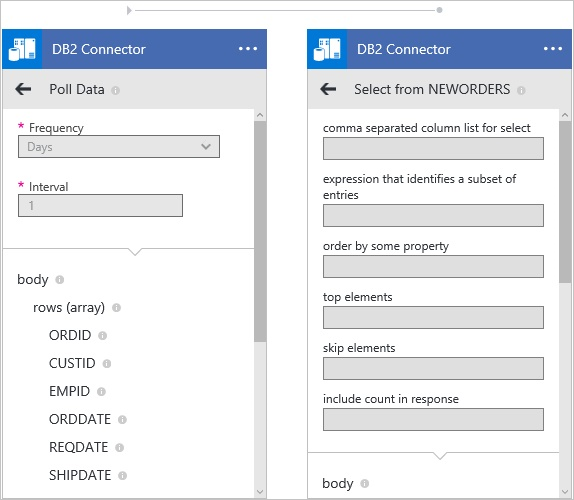 DB2 Connector
Poll Data
* Frequency
Days
* Interval
1
body
rows (array)
ORDID
CUSTID
EMPID
ORDDATE
REQDATE
SHIPDATE
DB2 Connector
Select from NEWORDERS
comma separated column list for select
expression that identifies a subset of
entries
order by some property
top elements
skip elements
include count in response
body